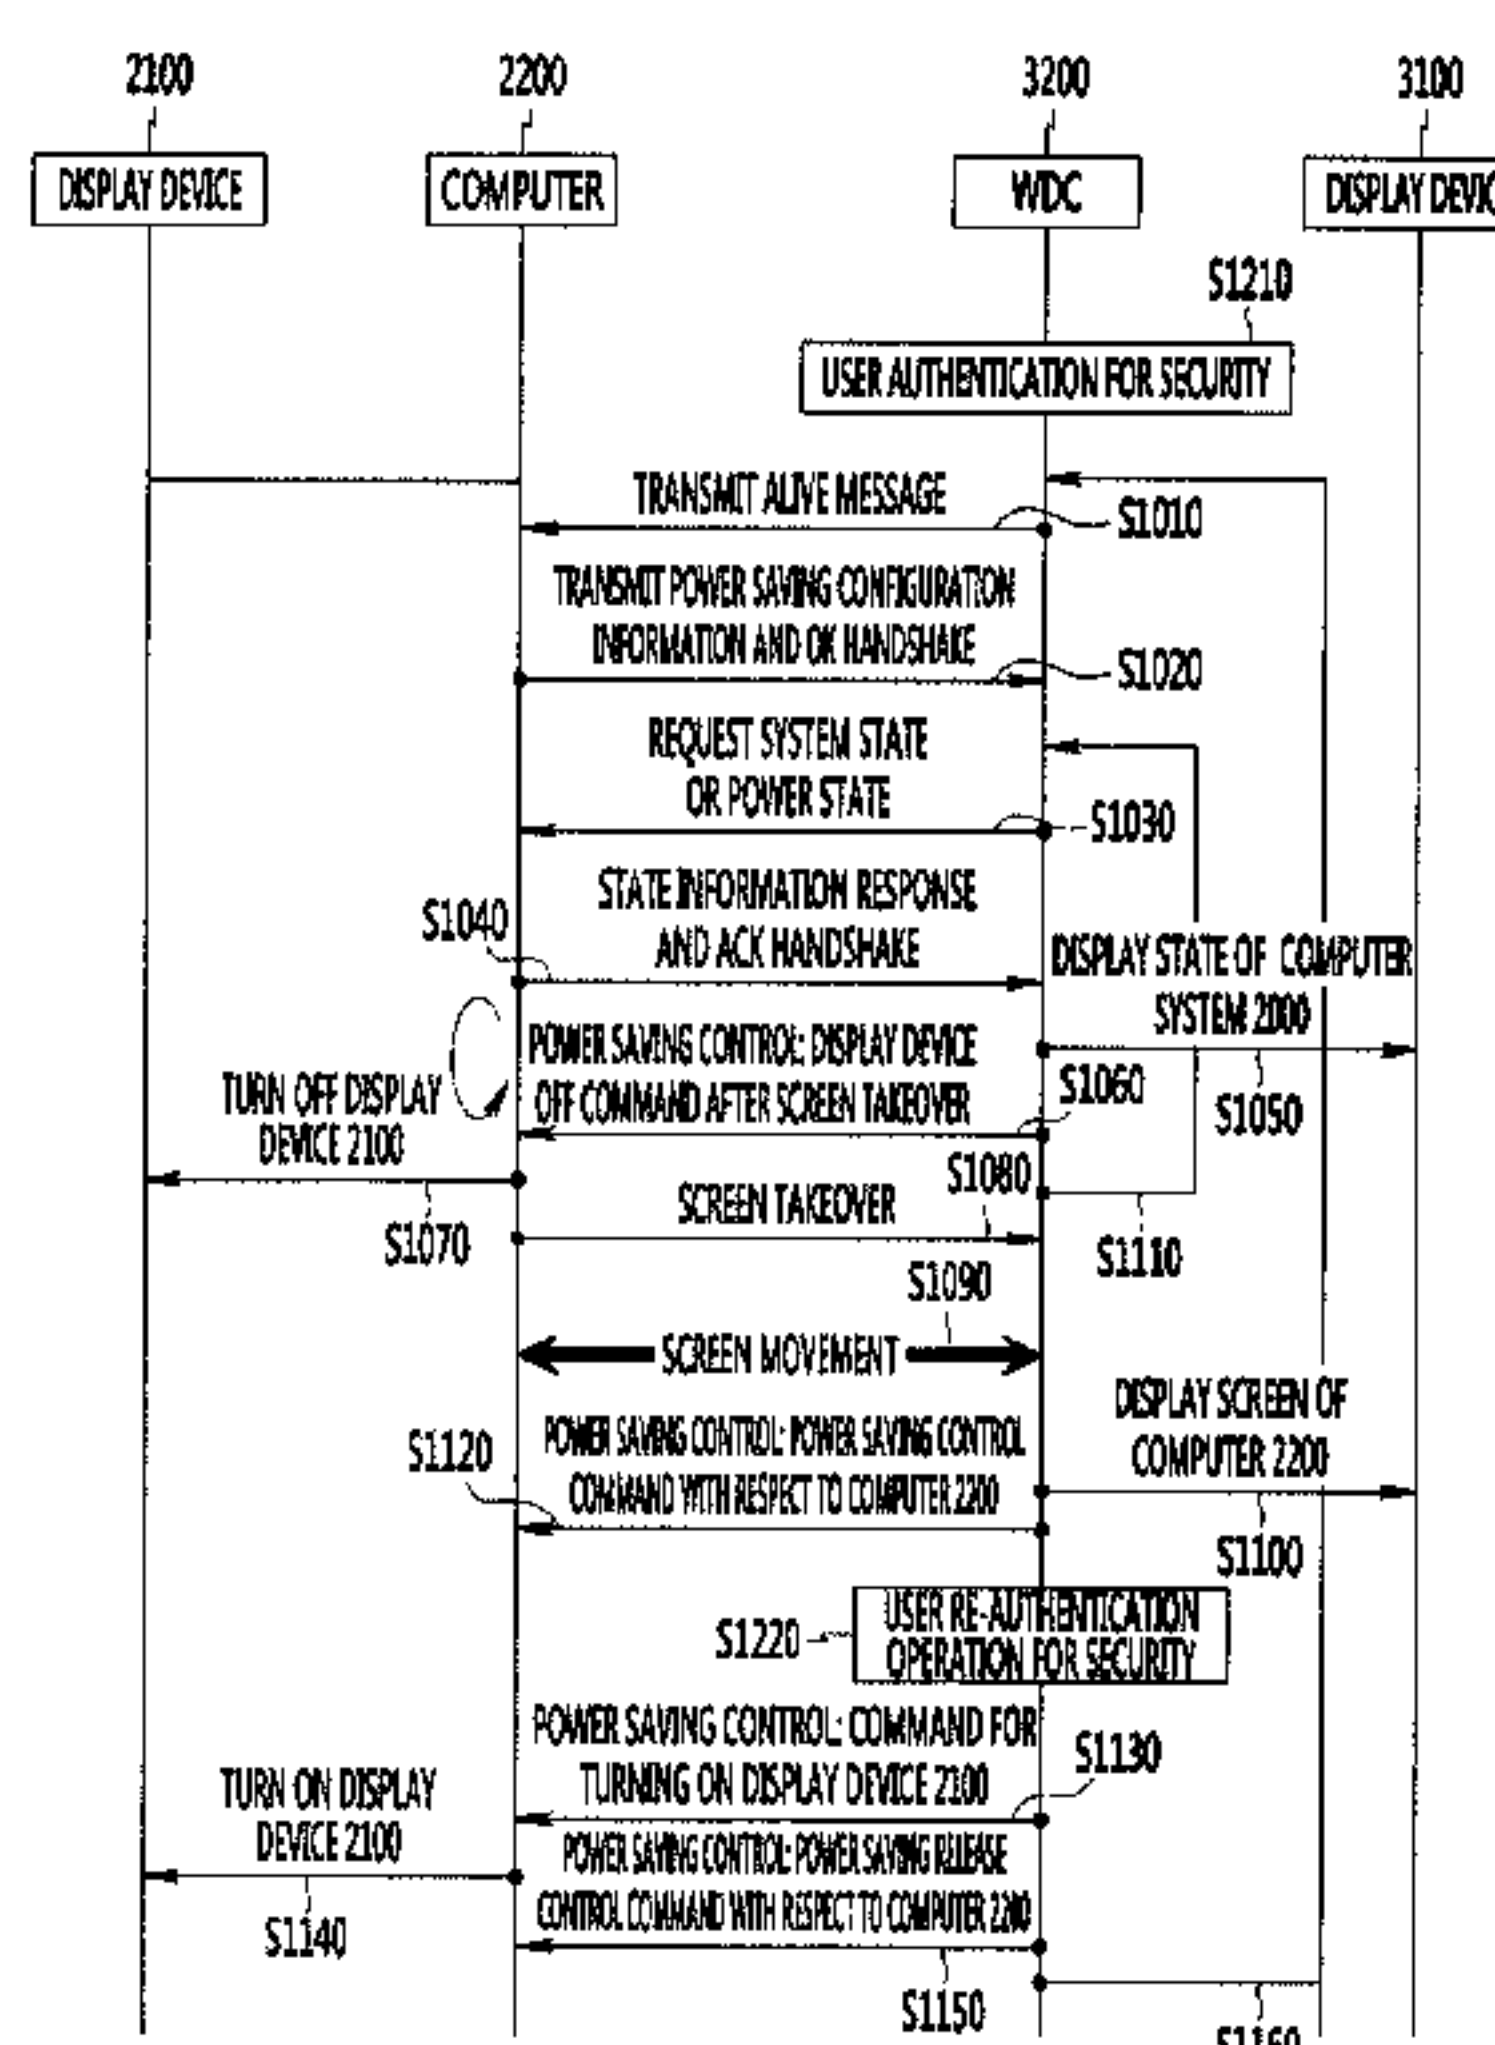 2100
2200
3200
3100
DISPLAY DEVICE
COMPUTER
WDC
DISPLAY DEVIC
S1210
USER AUTHENTICATION FOR SECURITY
TRANSMIT ALIVE MESSAGE
S1010
TRANSMIT POWER SAVING CONFIGURATION
INFORMATION AND OK HANDSHAKE
S1020
REQUEST SYSTEM STATE
OR POWER STATE
S1030
STATE INFORMATION RESPONSE
AND ACK HANDSHAKE
S1040
DISPLAY STATE OF COMPUTER
SYSTEM 2000
S1050
POWER SAVING CONTROL: DISPLAY DEVICE
OFF COMMAND AFTER SCREEN TAKEOVER
S1060
TURN OFF DISPLAY
DEVICE 2100
S1070
SCREEN TAKEOVER
S1080
S1110
S1090
SCREEN MOVEMENT
DISPLAY SCREEN OF
COMPUTER 2200
S1100
POWER SAVING CONTROL: POWER SAVING CONTROL
COMMAND WITH RESPECT TO COMPUTER 2200
S1120
USER RE-AUTHENTICATION
OPERATION FOR SECURITY
S1220
POWER SAVING CONTROL: COMMAND FOR
TURNING ON DISPLAY DEVICE 2100
S1130
TURN ON DISPLAY
DEVICE 2100
S1140
POWER SAVING CONTROL: POWER SAVING RELEASE
CONTROL COMMAND WITH RESPECT TO COMPUTER 2200
S1150
S1160